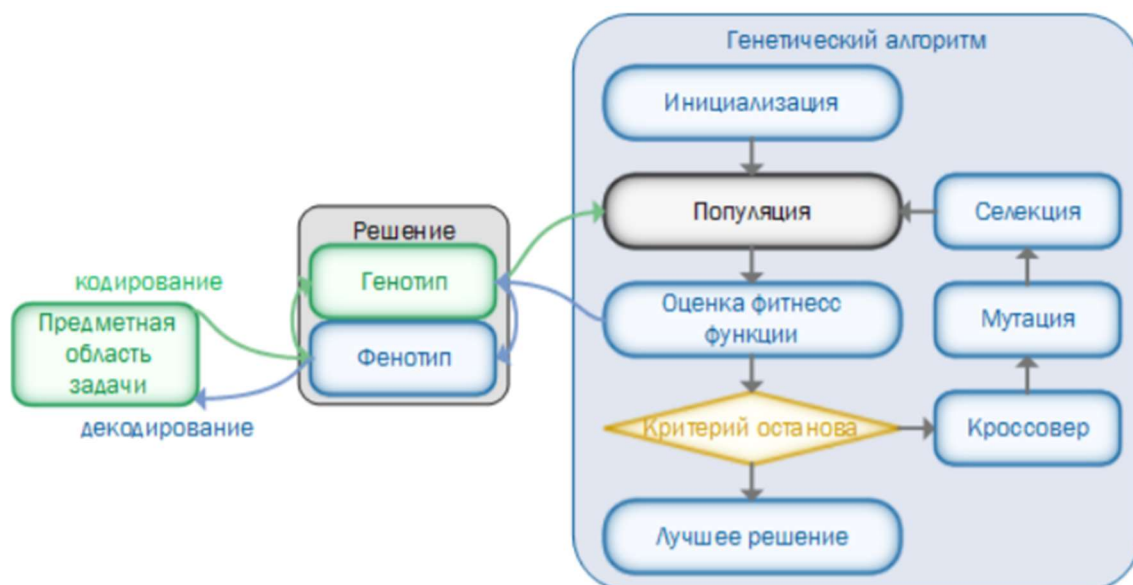 Генетический алгоритм
Инициализация
Популяция
Селекция
Решение
Генотип
кодирование
Оценка фитнесс
функции
Мутация
Предметная
область
задачи
Фенотип
декодирование
Критерий останова
Кроссовер
Лучшее решение